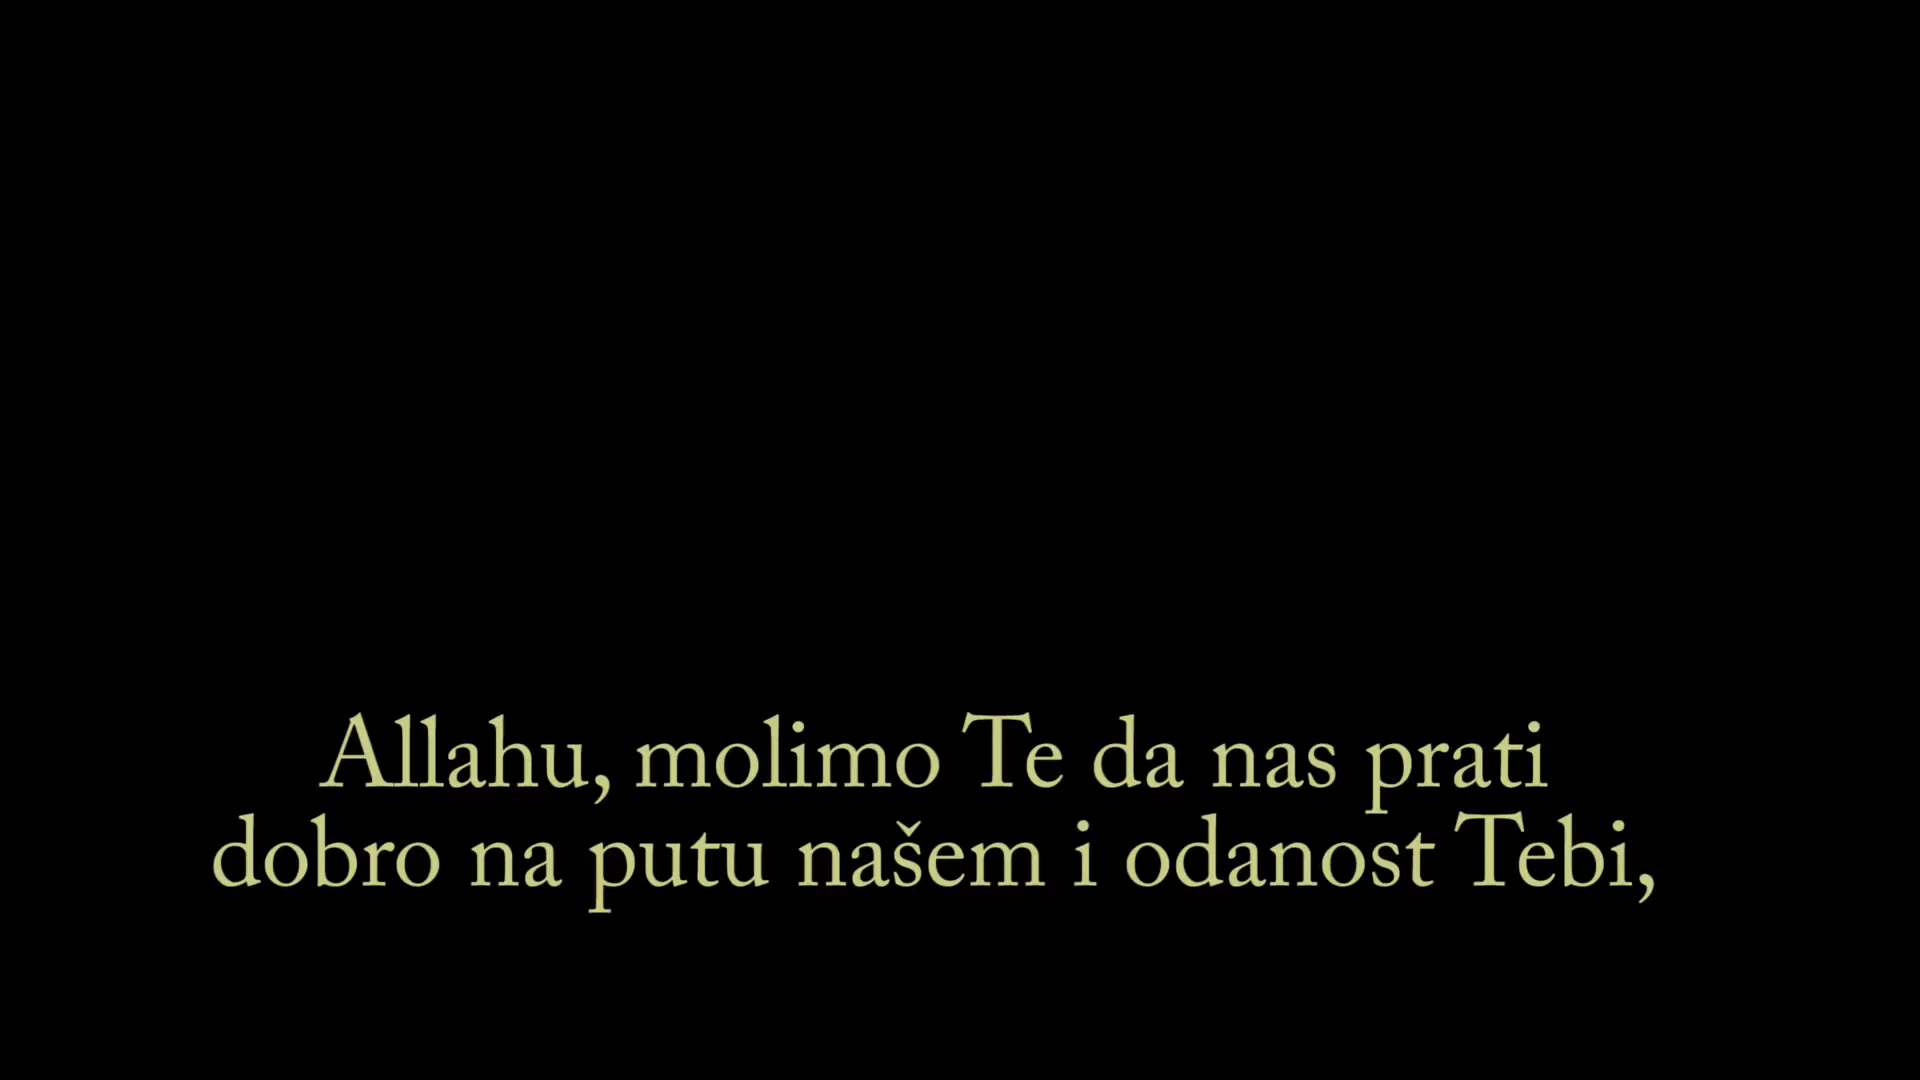 Allahu, molimo Te da nas prati
dobro na putu našem i odanost Tebi,